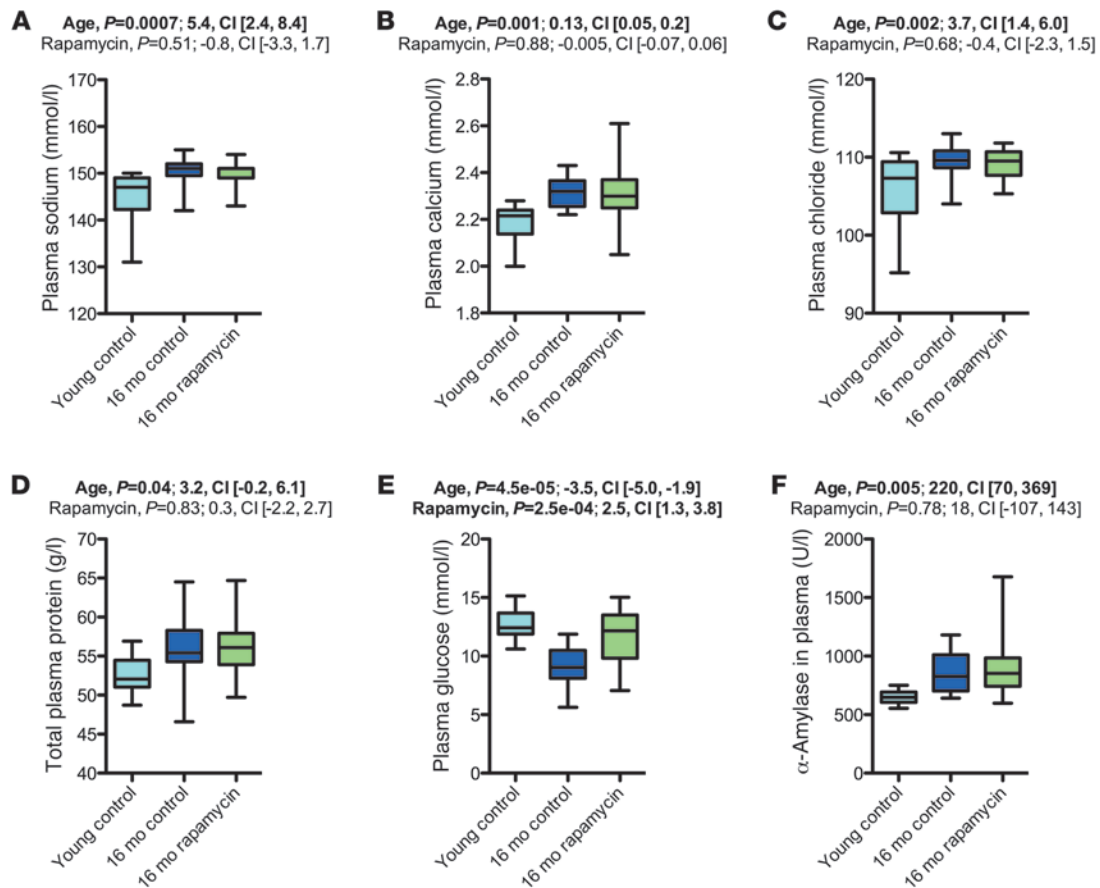 A
Age, P=0.0007; 5.4, CI [2.4, 8.4]
Rapamycin, P=0.51; -0.8, CI [-3.3, 1.7]
170
160
150
140
130
120
Plasma sodium (mmol/l)
Young control
16 mo control
16 mo rapamycin
B
Age, P=0.001; 0.13, CI [0.05, 0.2]
Rapamycin, P=0.88; -0.005, CI [-0.07, 0.06]
2.8
2.6
2.4
2.2
2.0
1.8
Plasma calcium (mmol/l)
Young control
16 mo control
16 mo rapamycin
C
Age, P=0.002; 3.7, CI [1.4, 6.0]
Rapamycin, P=0.68; -0.4, CI [-2.3, 1.5]
120
110
100
90
Plasma chloride (mmol/l)
Young control
16 mo control
16 mo rapamycin
D
Age, P=0.04; 3.2, CI [-0.2, 6.1]
Rapamycin, P=0.83; 0.3, CI [-2.2, 2.7]
70
65
60
55
50
45
40
Total plasma protein (g/l)
Young control
16 mo control
16 mo rapamycin
E
Age, P=4.5e-05; -3.5, CI [-5.0, -1.9]
Rapamycin, P=2.5e-04; 2.5, CI [1.3, 3.8]
20
15
10
5
0
Plasma glucose (mmol/l)
Young control
16 mo control
16 mo rapamycin
F
Age, P=0.005; 220, CI [70, 369]
Rapamycin, P=0.78; 18, CI [-107, 143]
2000
1500
1000
500
0
α-Amylase in plasma (U/l)
Young control
16 mo control
16 mo rapamycin